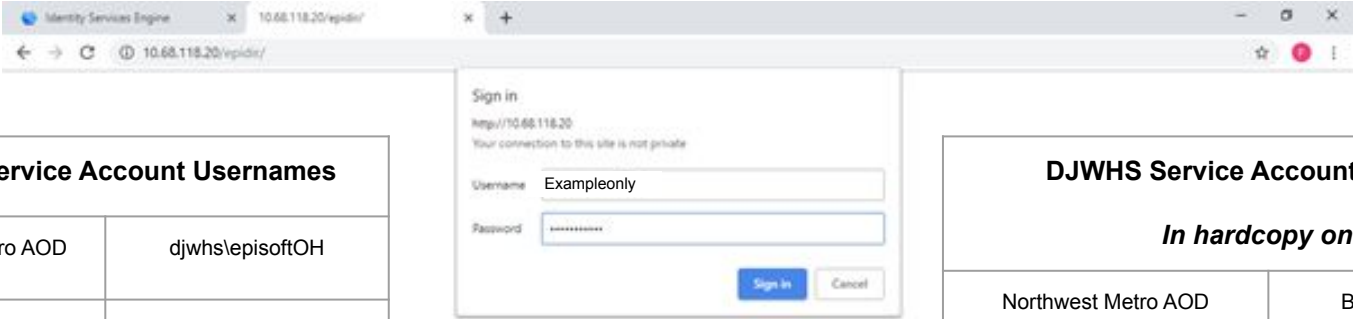 Identity Services Engine
10.68.118.20/epidir/
10.68.118.20/epidir/
Sign in
http://10.68.118.20
Your connection to this site is not private
Username Exampleonly
Password ••••••••••••
Sign in Cancel
ervice Account Usernames
ro AOD djwhs\episoftOH
DJWHS Service Account
In hardcopy on
Northwest Metro AOD B